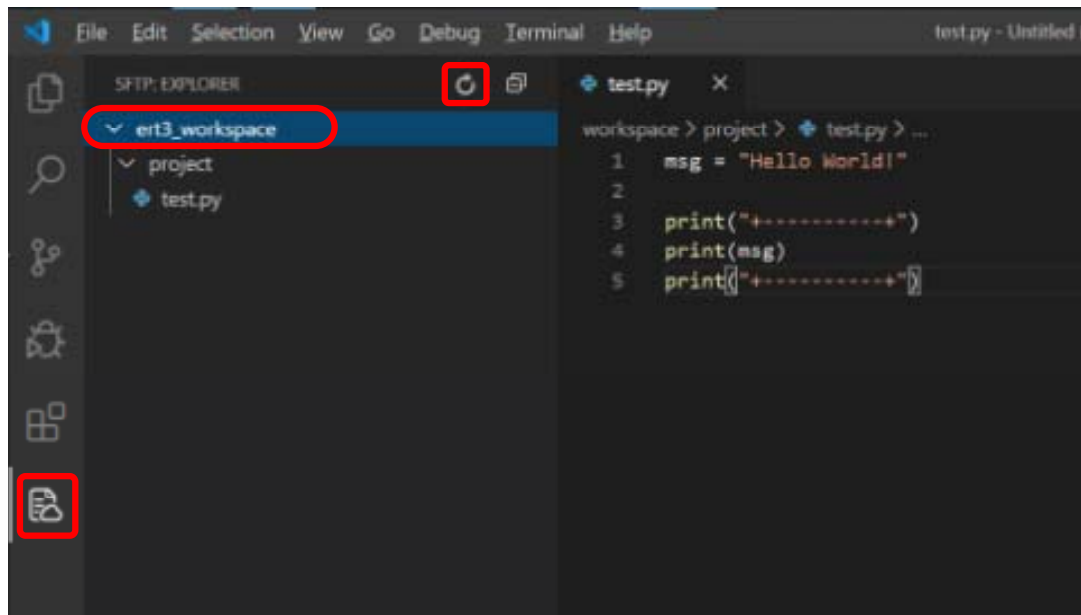 File Edit Selection View Go Debug Terminal Help test.py - Untitled
SFTP: EXPLORER
test.py
ert3_workspace
workspace > project > test.py > ...
project
test.py
1 msg = "Hello World!"
2
3 print("+----------+")
4 print(msg)
5 print("+----------+")